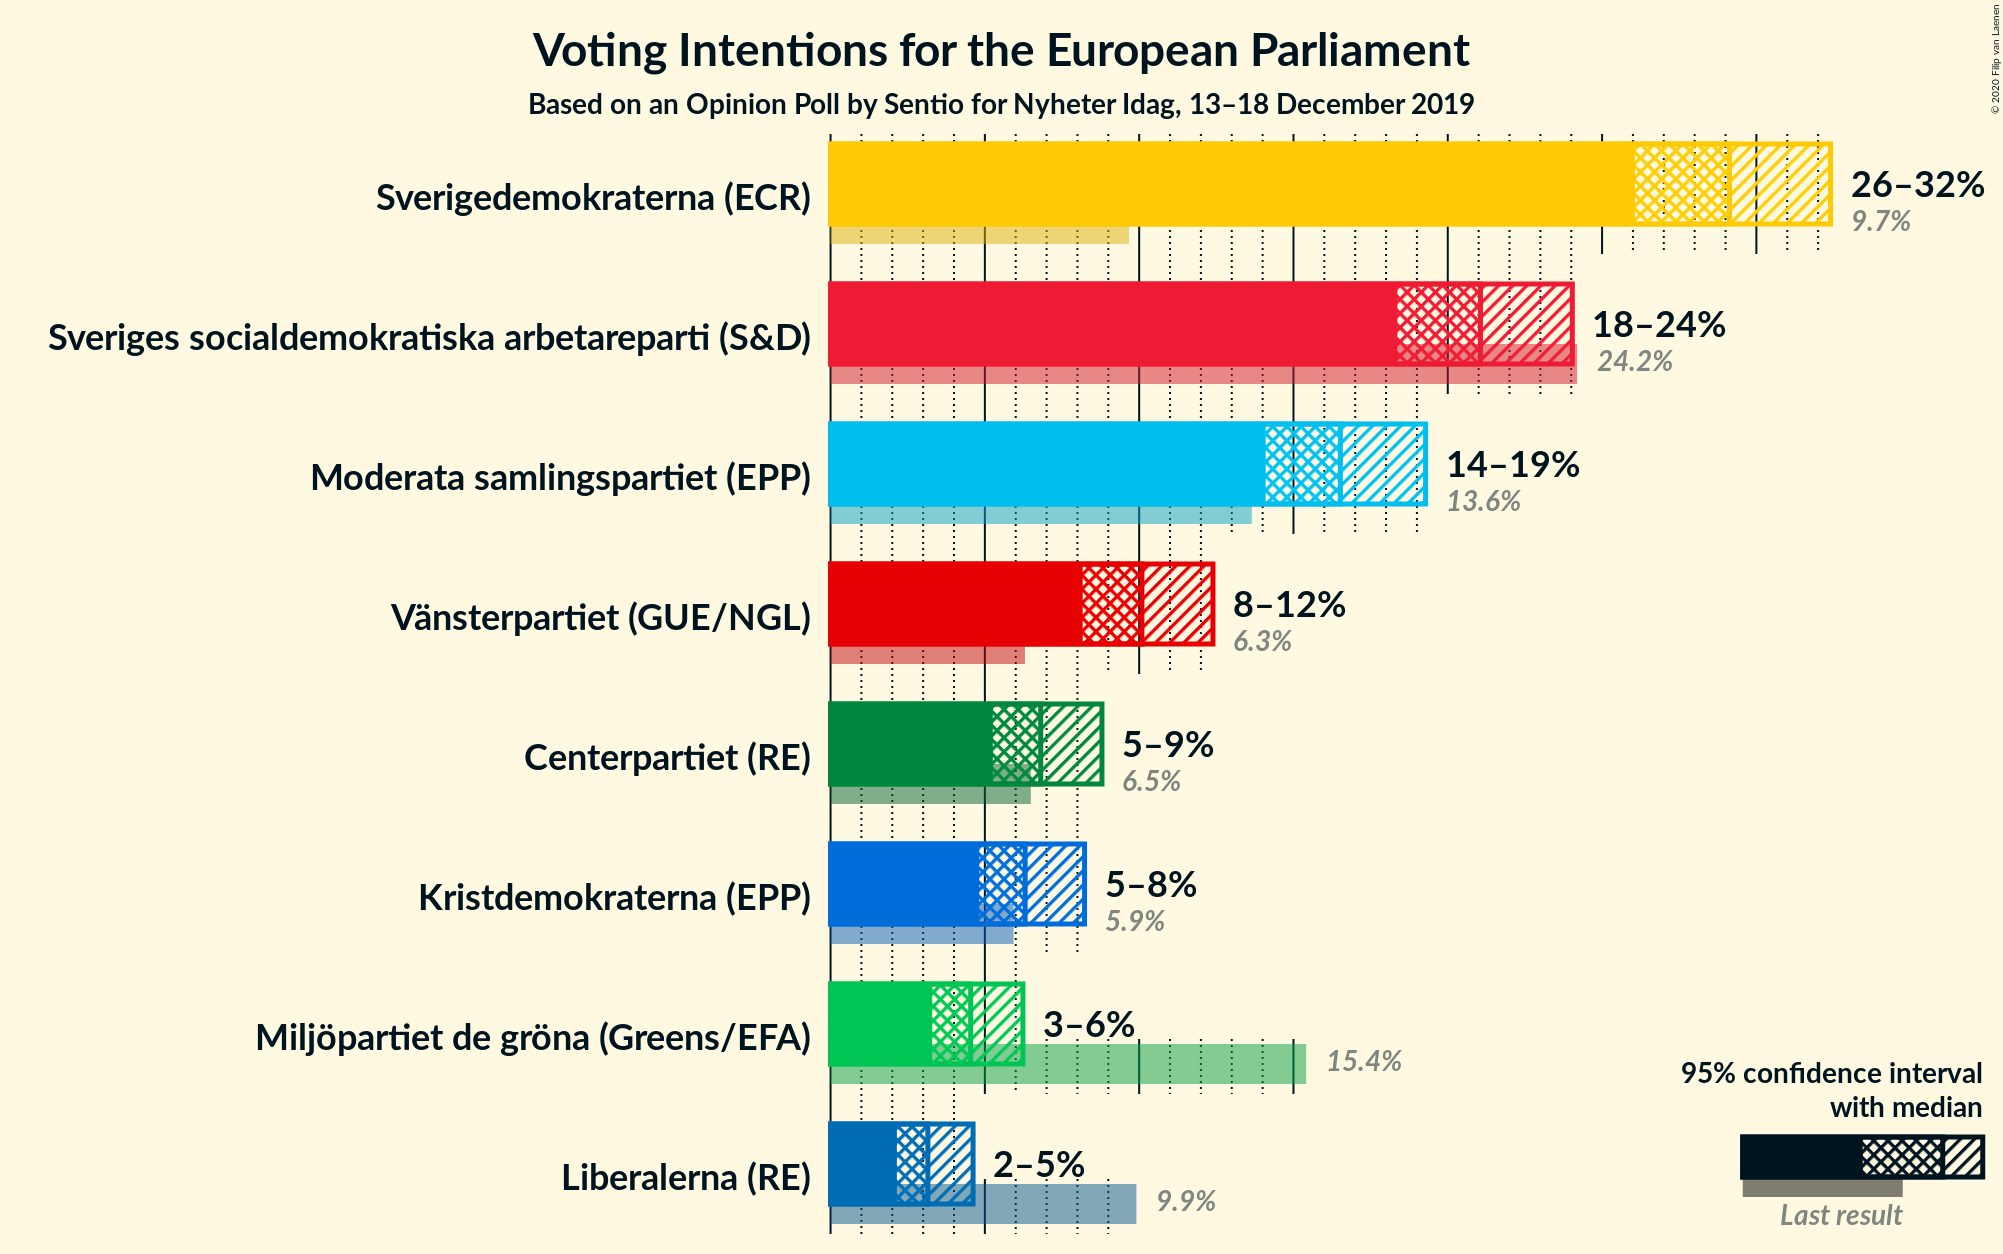 Voting Intentions for the European Parliament
Based on an Opinion Poll by Sentio for Nyheter Idag, 13–18 December 2019
© 2020 Filip van Laenen
Sverigedemokraterna (ECR)
26–32%
9.7%
Sveriges socialdemokratiska arbetareparti (S&D)
18–24%
24.2%
Moderata samlingspartiet (EPP)
14–19%
13.6%
Vänsterpartiet (GUE/NGL)
8–12%
6.3%
Centerpartiet (RE)
5–9%
6.5%
Kristdemokraterna (EPP)
5–8%
5.9%
Miljöpartiet de gröna (Greens/EFA)
3–6%
15.4%
Liberalerna (RE)
2–5%
9.9%
95% confidence interval
with median
Last result